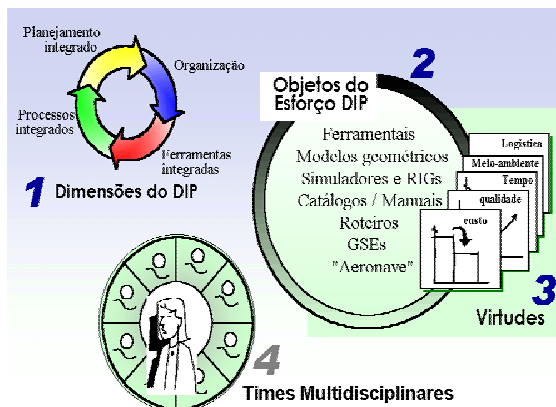 Planejamento
integrado
Organização
Processos
integrados
Ferramentas
integradas
1 Dimensões do DIP
2
Objetos do
Esforço DIP
Ferramentais
Modelos geométricos
Simuladores e RIGs
Catálogos / Manuais
Roteiros
GSEs
"Aeronave"
Logística
Meio-ambiente
Tempo
qualidade
custo
3
Virtudes
4
Times Multidisciplinares